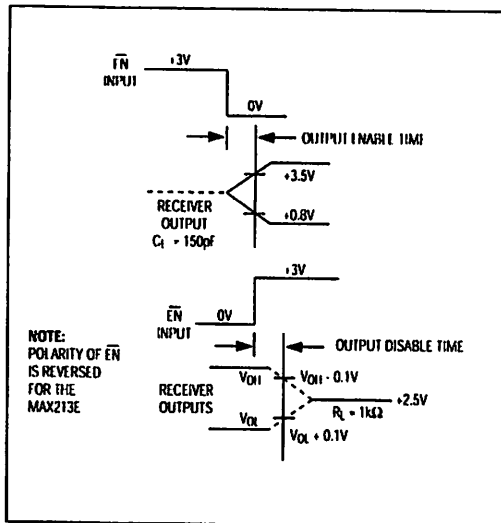 EN +3V
INPUT
0V
OUTPUT ENABLE TIME
+3.5V
RECEIVER
OUTPUT
CL = 150pF
+0.8V
+3V
EN 0V
INPUT
NOTE:
POLARITY OF EN
IS REVERSED
FOR THE
MAX213E
OUTPUT DISABLE TIME
RECEIVER
OUTPUTS
VOH
VOH - 0.1V
+2.5V
RL = 1kΩ
VOL
VOL + 0.1V